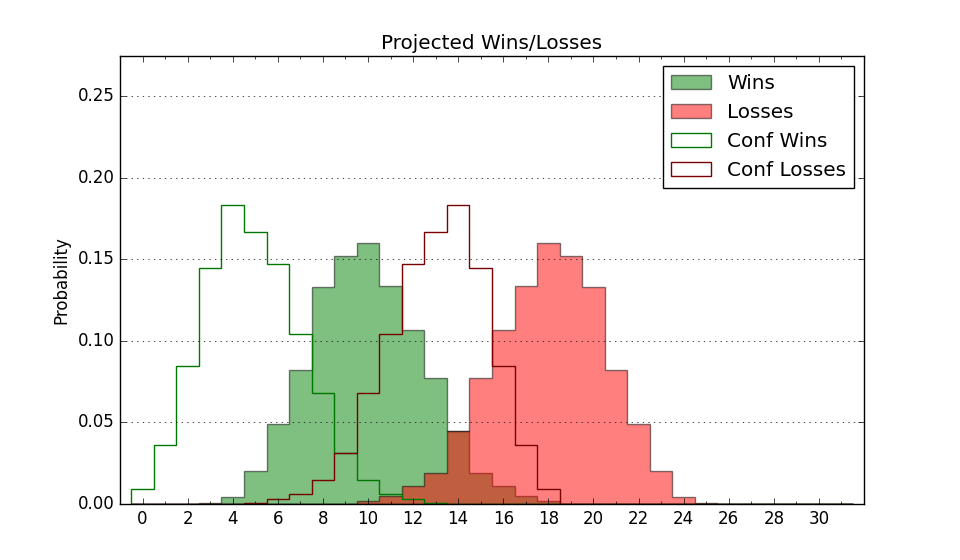 Projected Wins/Losses
Wins
Losses
Conf Wins
Conf Losses
Probability
0.25
0.20
0.15
0.10
0.05
0.00
0 2 4 6 8 10 12 14 16 18 20 22 24 26 28 30